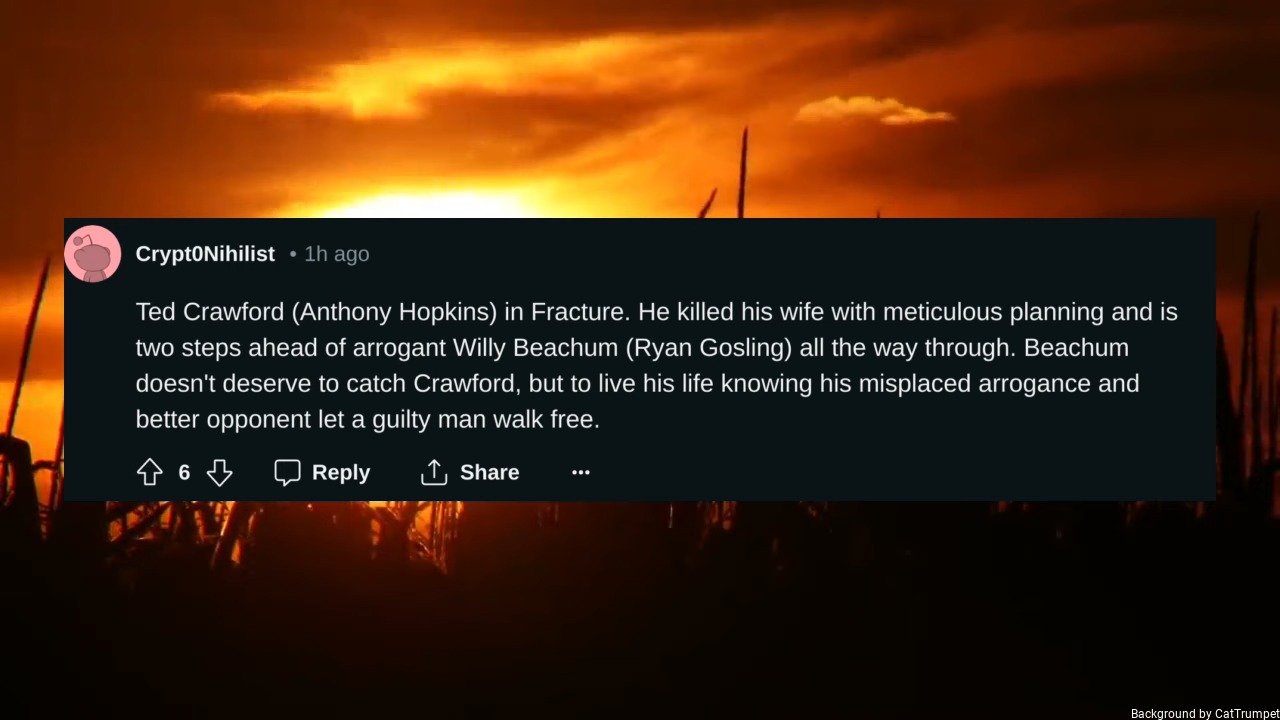 Crypt0Nihilist • 1h ago
Ted Crawford (Anthony Hopkins) in Fracture. He killed his wife with meticulous planning and is
two steps ahead of arrogant Willy Beachum (Ryan Gosling) all the way through. Beachum
doesn't deserve to catch Crawford, but to live his life knowing his misplaced arrogance and
better opponent let a guilty man walk free.
6 Reply Share ···
Background by CatTrumpet